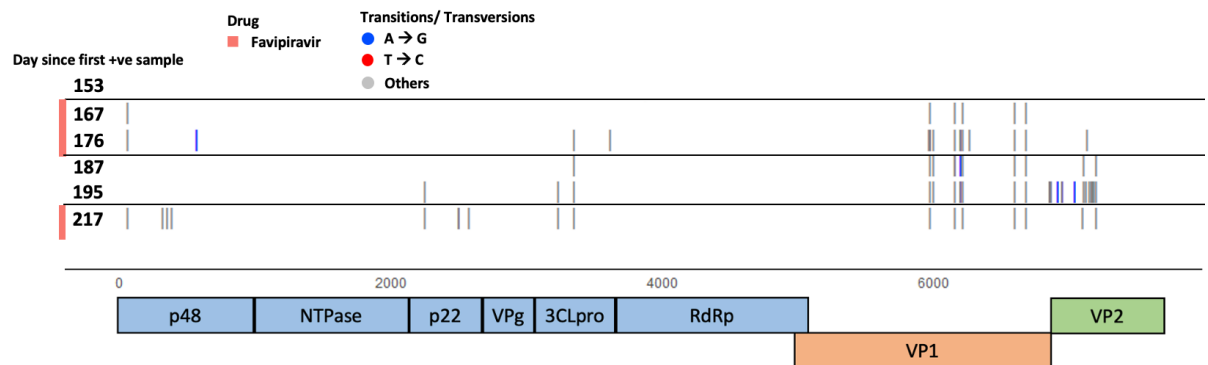 Drug
Favipiravir
Transitions/ Transversions
A → G
T → C
Others
Day since first +ve sample
153
167
176
187
195
217
0 2000 4000 6000
p48 NTPase p22 VPg 3CLpro RdRp VP2
VP1